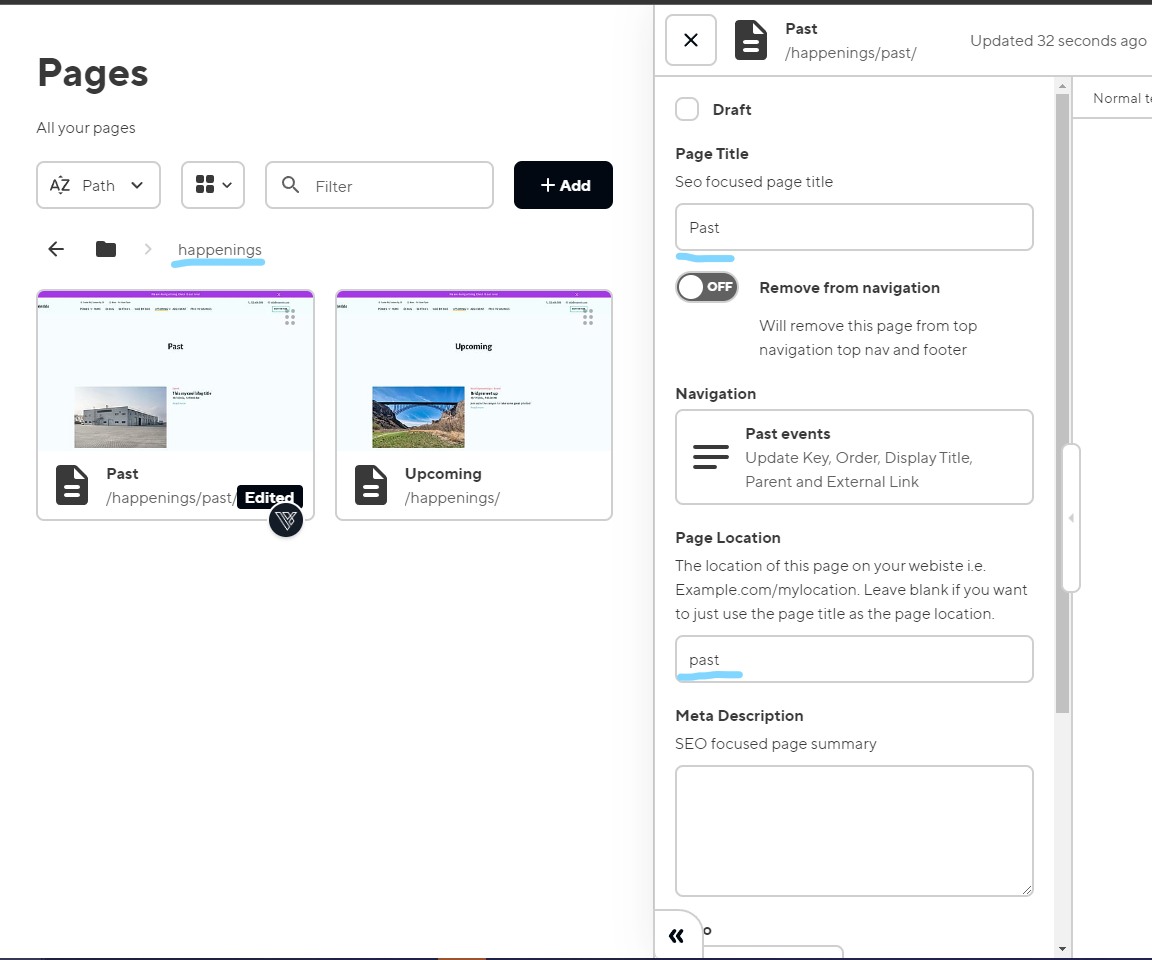 Pages
All your pages
Path
Filter
+ Add
happenings
Past
Past
/happenings/past/
Edited
Upcoming
Upcoming
/happenings/
Past
/happenings/past/
Updated 32 seconds ago
Normal
Draft
Page Title
Seo focused page title
Past
OFF
Remove from navigation
Will remove this page from top
navigation top nav and footer
Navigation
Past events
Update Key, Order, Display Title,
Parent and External Link
Page Location
The location of this page on your webiste i.e.
Example.com/mylocation. Leave blank if you want
to just use the page title as the page location.
past
Meta Description
SEO focused page summary